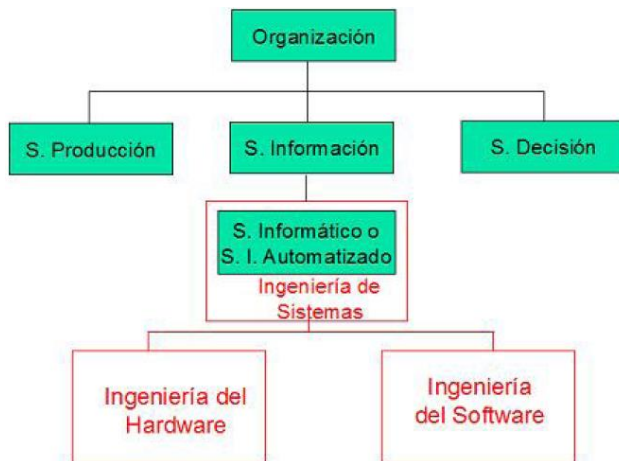 Organización
S. Producción
S. Información
S. Decisión
S. Informático o
S. I. Automatizado
Ingeniería de
Sistemas
Ingeniería del
Hardware
Ingeniería
del Software